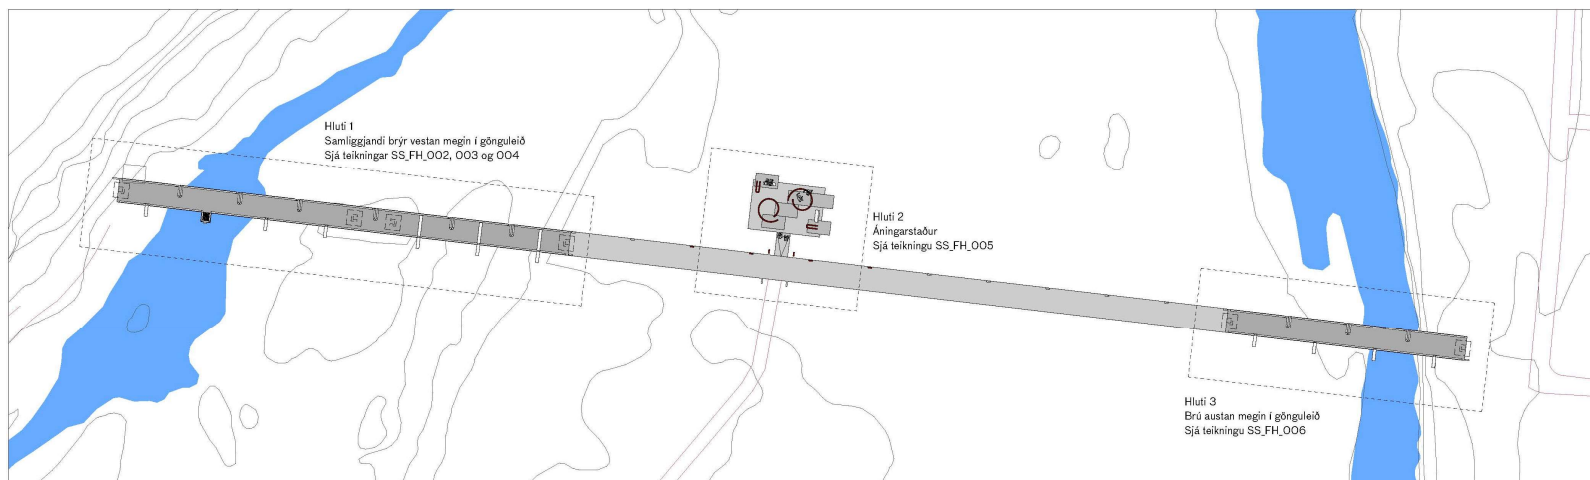 Hluti 1
Samliggjandi brýr vestan megin í gönguleið
Sjá teikningar SS_FH_002, 003 og 004
Hluti 2
Áningarstaður
Sjá teikningu SS_FH_005
Hluti 3
Brú austan megin í gönguleið
Sjá teikningu SS_FH_006